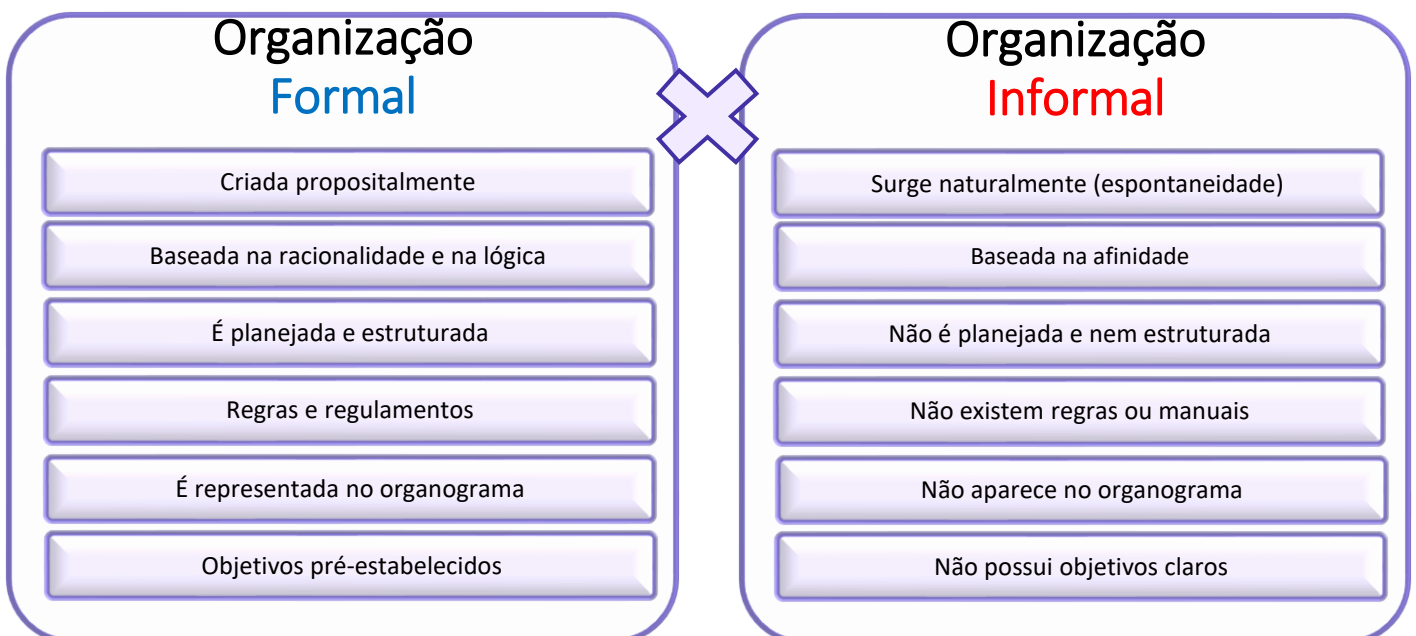 Organização
Formal
Criada propositalmente
Baseada na racionalidade e na lógica
É planejada e estruturada
Regras e regulamentos
É representada no organograma
Objetivos pré-estabelecidos
Organização
Informal
Surge naturalmente (espontaneidade)
Baseada na afinidade
Não é planejada e nem estruturada
Não existem regras ou manuais
Não aparece no organograma
Não possui objetivos claros